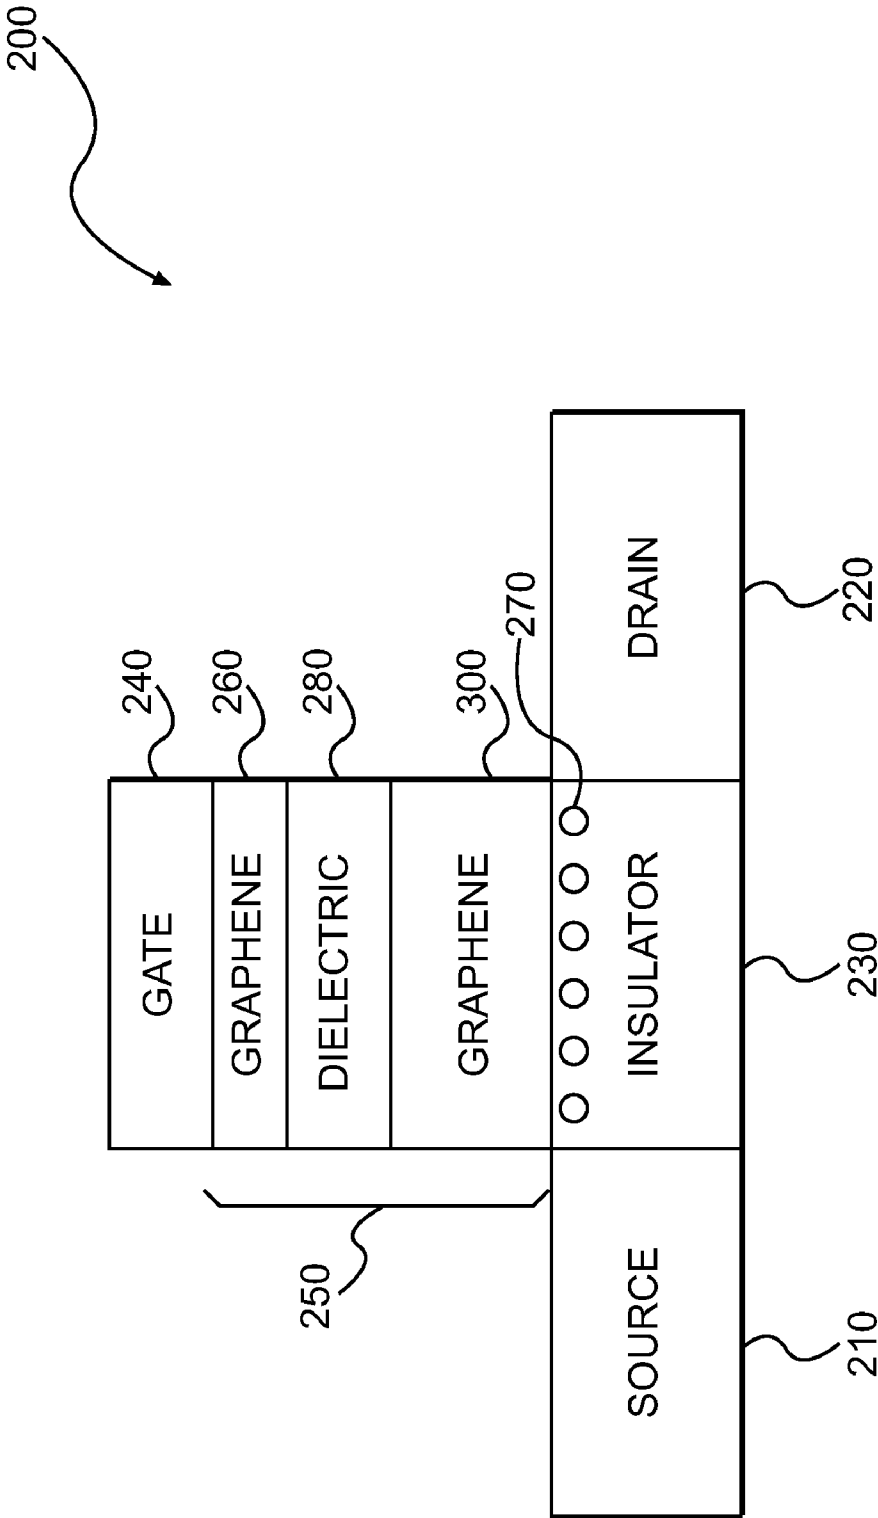 200
240
260
280
300
270
GATE
GRAPHENE
DIELECTRIC
GRAPHENE
250
SOURCE
INSULATOR
DRAIN
210
230
220